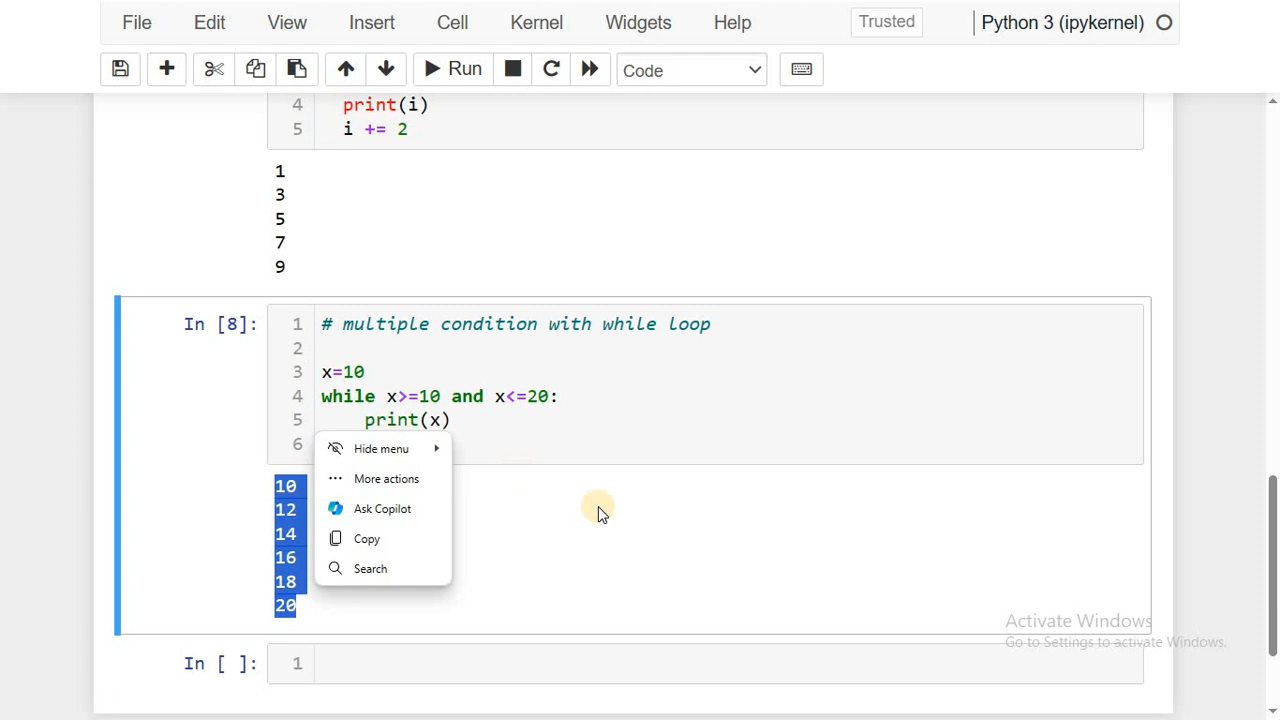 File Edit View Insert Cell Kernel Widgets Help Trusted Python 3 (ipykernel)
Run Code
4 print(i)
5 i += 2
1
3
5
7
9
In [8]: 1 # multiple condition with while loop
2
3 x=10
4 while x>=10 and x<=20:
5 print(x)
6
Hide menu
More actions
Ask Copilot
Copy
Search
10
12
14
16
18
20
Activate Windows
Go to Settings to activate Windows.
In [ ]: 1